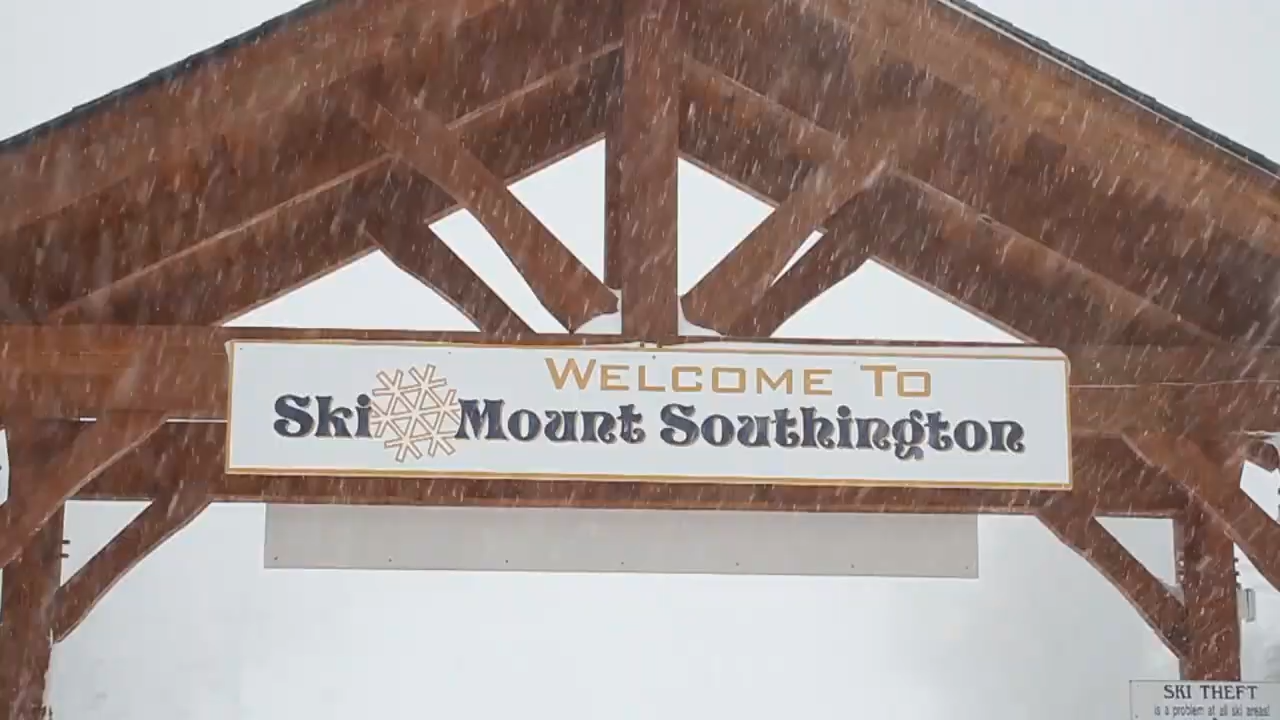 WELCOME TO
Ski Mount Southington
SKI THEFT
is a problem at all ski areas!